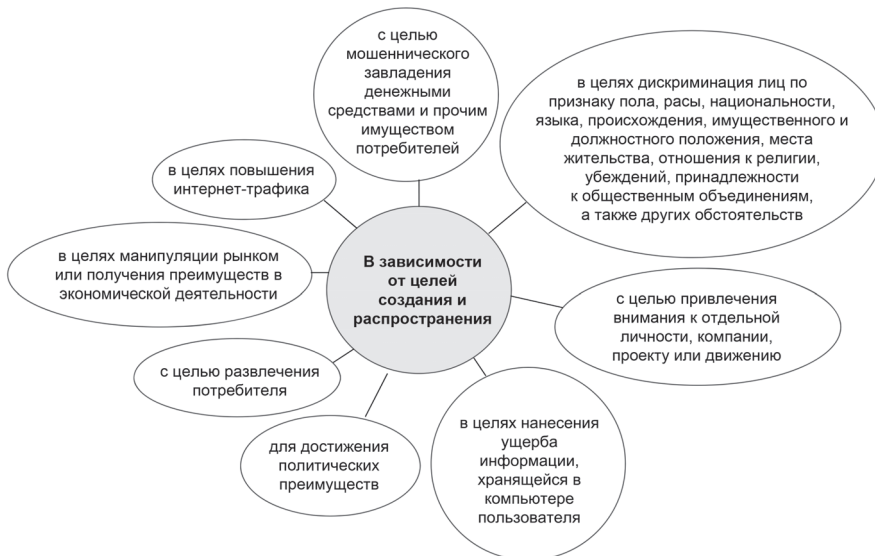 с целью
мошеннического
завладения
денежными
средствами и прочим
имуществом
потребителей
в целях дискриминация лиц по
признаку пола, расы, национальности,
языка, происхождения, имущественного и
должностного положения, места
жительства, отношения к религии,
убеждений, принадлежности
к общественным объединениям,
а также других обстоятельств
в целях повышения
интернет-трафика
в целях манипуляции рынком
или получения преимуществ в
экономической деятельности
В зависимости
от целей
создания и
распространения
с целью привлечения
внимания к отдельной
личности, компании,
проекту или движению
с целью развлечения
потребителя
для достижения
политических
преимуществ
в целях нанесения
ущерба
информации,
хранящейся в
компьютере
пользователя